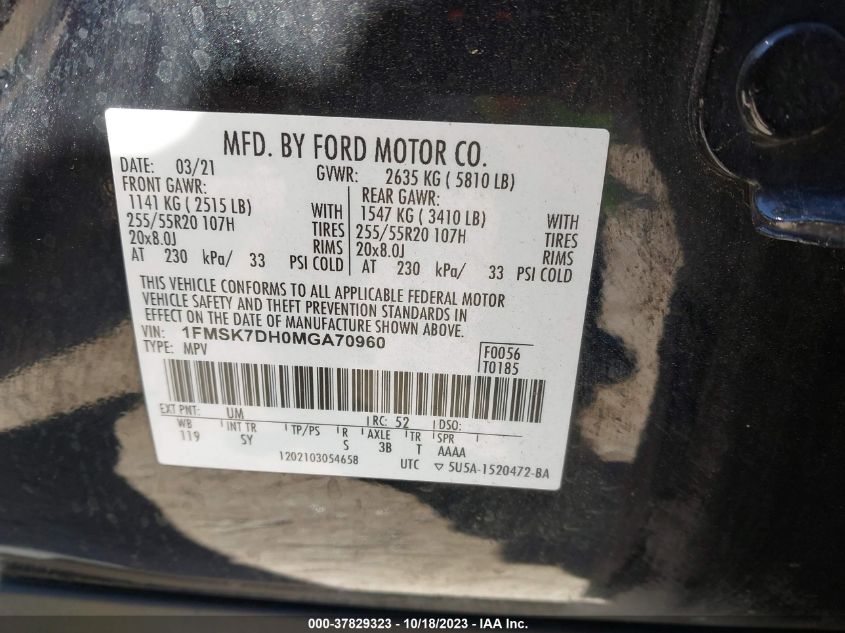 MFD. BY FORD MOTOR CO.
DATE: 03/21 GVWR: 2635 KG ( 5810 LB)
FRONT GAWR: REAR GAWR:
1141 KG ( 2515 LB) WITH 1547 KG ( 3410 LB) WITH
255/55R20 107H TIRES 255/55R20 107H TIRES
20x8.0J RIMS 20x8.0J RIMS
AT 230 kPa/ 33 PSI COLD AT 230 kPa/ 33 PSI COLD
THIS VEHICLE CONFORMS TO ALL APPLICABLE FEDERAL MOTOR
VEHICLE SAFETY AND THEFT PREVENTION STANDARDS IN
EFFECT ON THE DATE OF MANUFACTURE SHOWN ABOVE.
VIN: 1FMSK7DH0MGA70960
TYPE: MPV
F0056
T0185
EXT PNT: UM RC: 52 DSO:
WB INT TR TP/PS R AXLE TR SPR
119 SY S 3B T AAAA
1202103054658 UTC ▽ 5U5A-1520472-BA
000-37829323 - 10/18/2023 - IAAI Inc.